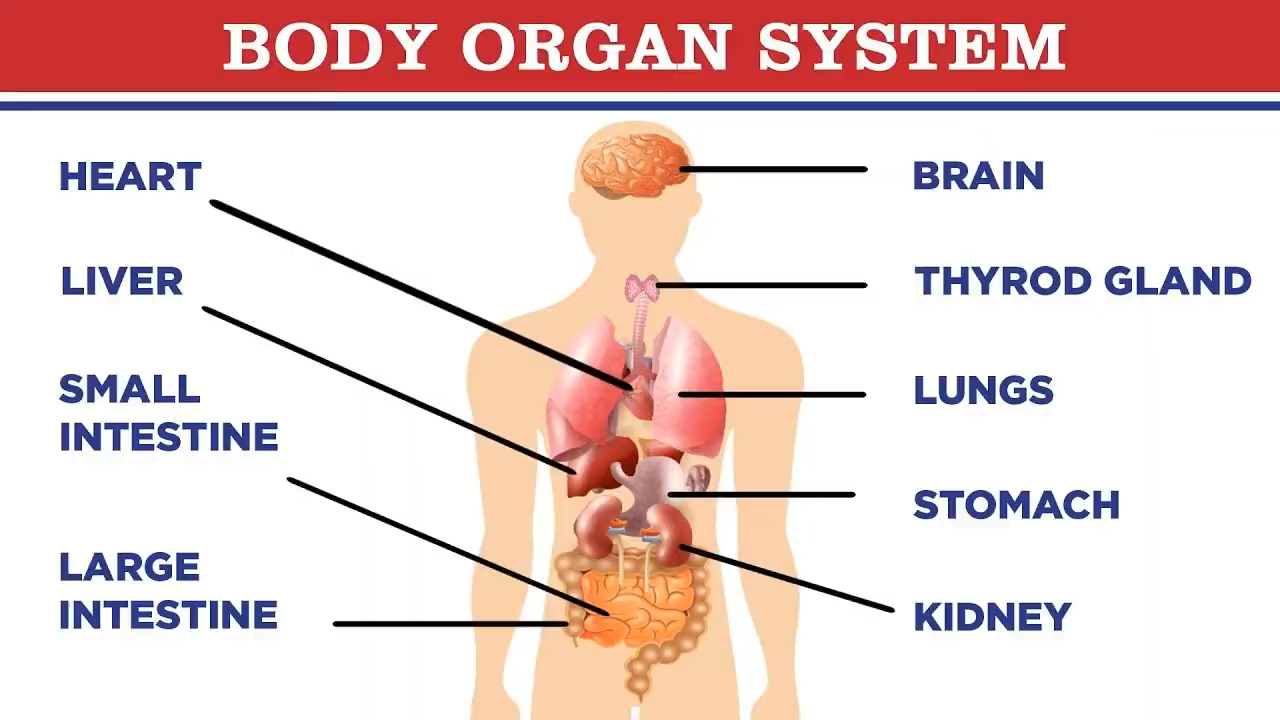 BODY ORGAN SYSTEM
HEART
LIVER
SMALL
INTESTINE
LARGE
INTESTINE
BRAIN
THYROD GLAND
LUNGS
STOMACH
KIDNEY